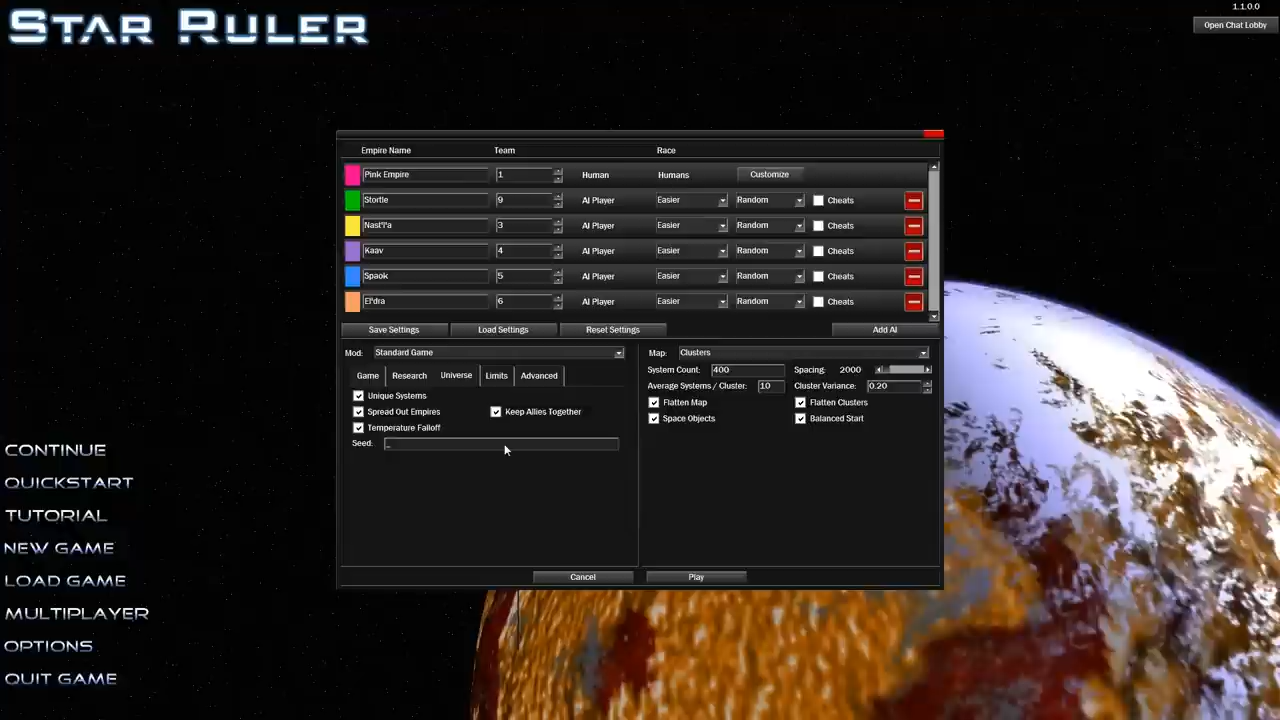 STAR RULER
1.1.0.0
Open Chat Lobby
Empire Name Team Race
Pink Empire 1 Human Humans Customize
Stortle 9 AI Player Easier Random Cheats
3 AI Player Easier Random Cheats
Kaav 4 AI Player Easier Random Cheats
Spaok 5 AI Player Easier Random Cheats
El'dra 6 AI Player Easier Random Cheats
Save Settings Load Settings Reset Settings Add AI
Mod: Standard Game Map: Clusters
Game Research Universe Limits Advanced
System Count: 400 Spacing: 2000
Average Systems / Cluster: 10 Cluster Variance: 0.20
Unique Systems
Flatten Map Flatten Clusters
Spread Out Empires Keep Allies Together
Space Objects Balanced Start
Temperature Falloff
Seed: _
CONTINUE
QUICKSTART
TUTORIAL
NEW GAME
LOAD GAME
MULTIPLAYER
OPTIONS
QUIT GAME
Cancel Play